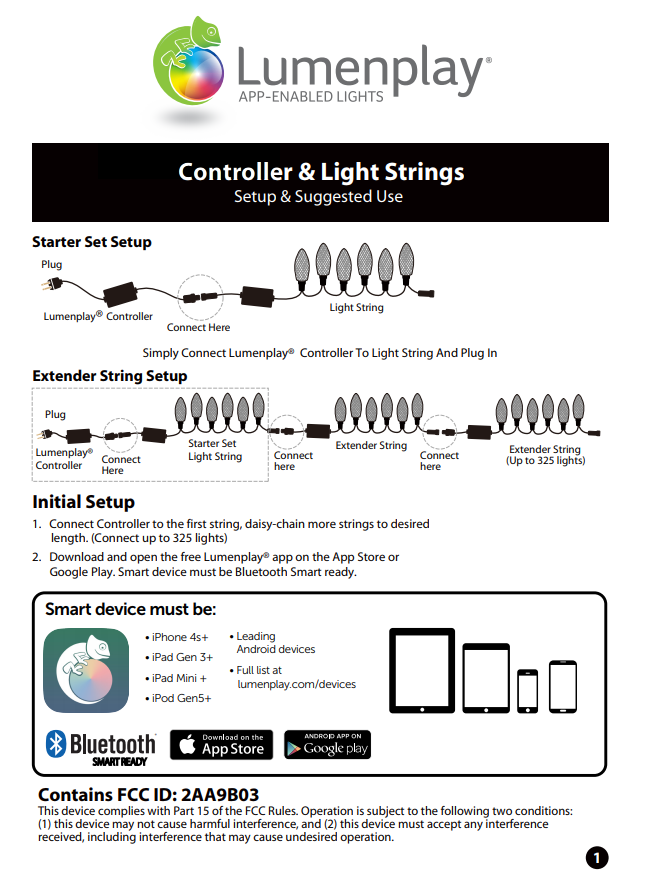 Lumenplay®
APP-ENABLED LIGHTS
Controller & Light Strings
Setup & Suggested Use
Starter Set Setup
Plug
Lumenplay® Controller
Connect Here
Light String
Simply Connect Lumenplay® Controller To Light String And Plug In
Extender String Setup
Plug
Lumenplay®
Controller
Connect
Here
Starter Set
Light String
Connect
here
Extender String
Connect
here
Extender String
(Up to 325 lights)
Initial Setup
1. Connect Controller to the first string, daisy-chain more strings to desired
length. (Connect up to 325 lights)
2. Download and open the free Lumenplay® app on the App Store or
Google Play. Smart device must be Bluetooth Smart ready.
Smart device must be:
• iPhone 4s+
• iPad Gen 3+
• iPad Mini +
• iPod Gen5+
• Leading
Android devices
• Full list at
lumenplay.com/devices
Bluetooth®
SMART READY
Download on the
App Store
ANDROID APP ON
Google play
Contains FCC ID: 2AA9B03
This device complies with Part 15 of the FCC Rules. Operation is subject to the following two conditions:
(1) this device may not cause harmful interference, and (2) this device must accept any interference
received, including interference that may cause undesired operation.
1